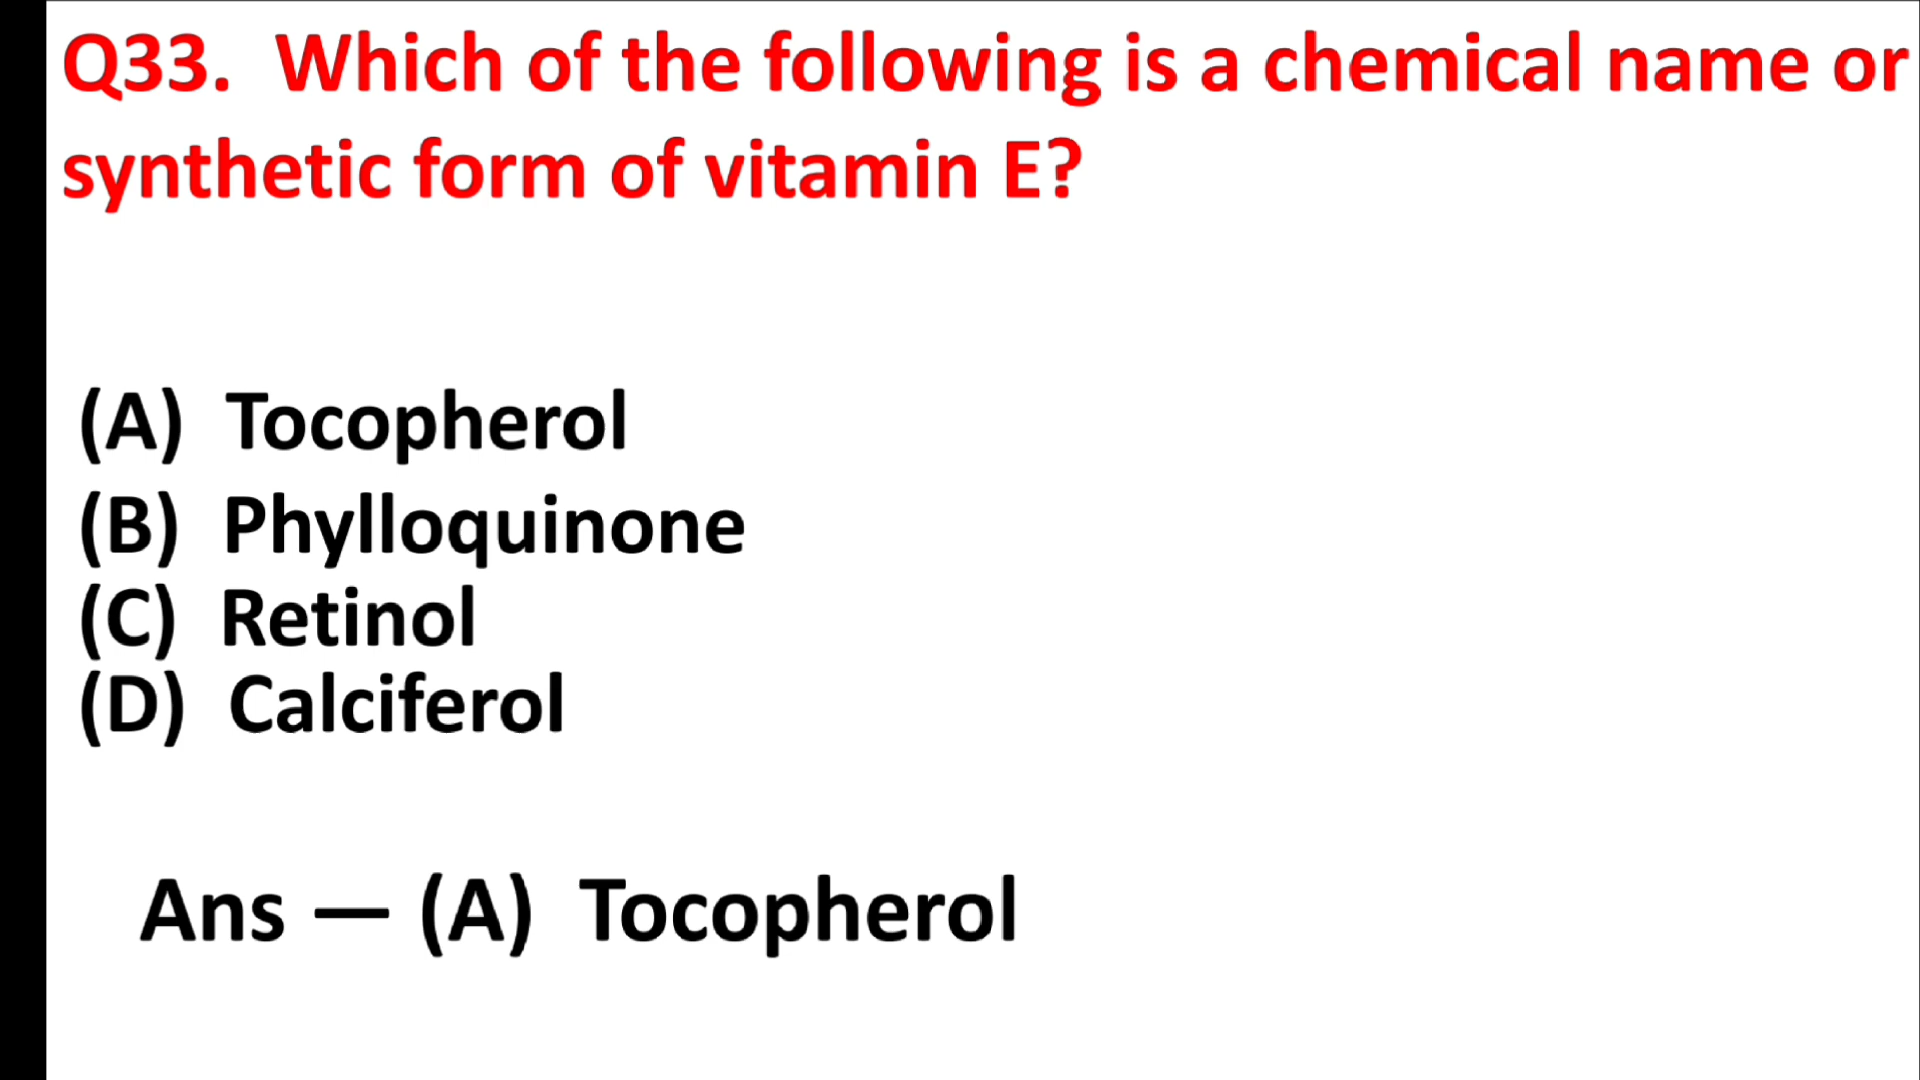 Q33. Which of the following is a chemical name or
synthetic form of vitamin E?
(A) Tocopherol
(B) Phylloquinone
(C) Retinol
(D) Calciferol
Ans — (A) Tocopherol